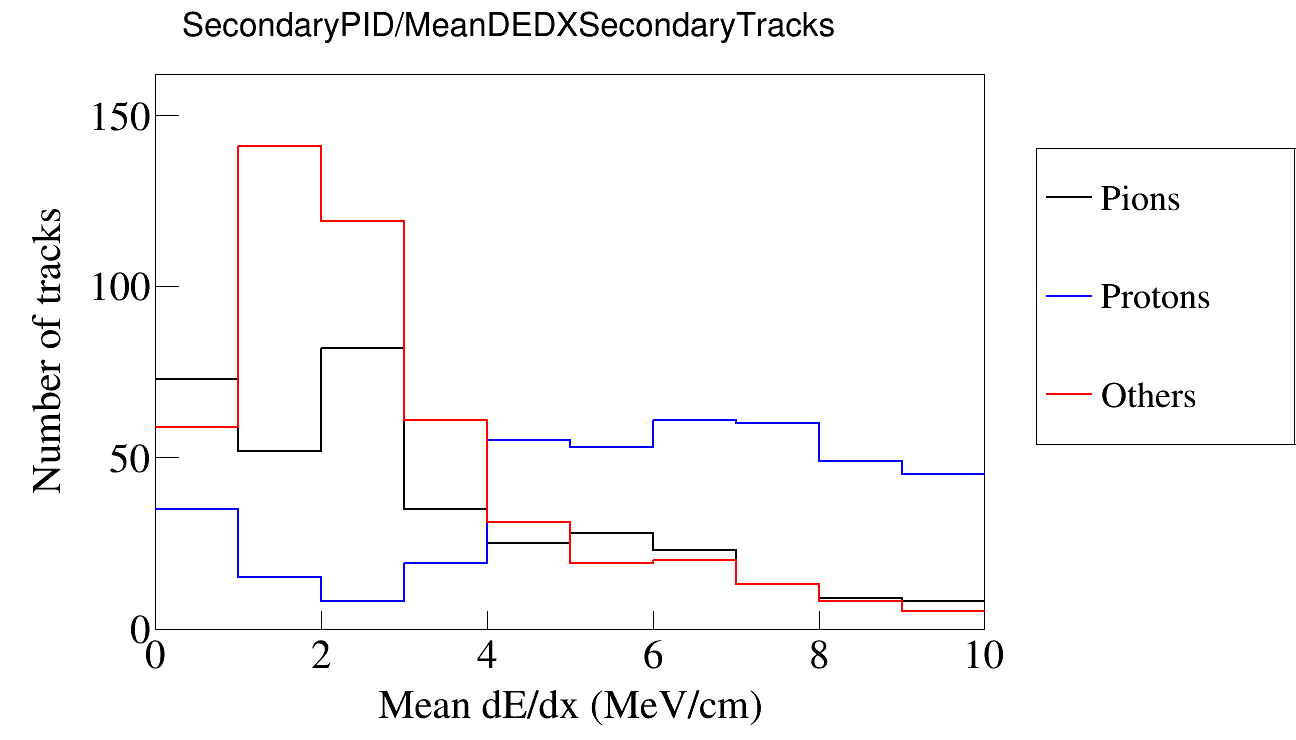 SecondaryPID/MeanDEDXSecondaryTracks
150
100
50
0
Number of tracks
0 2 4 6 8 10
Mean dE/dx (MeV/cm)
Pions
Protons
Others